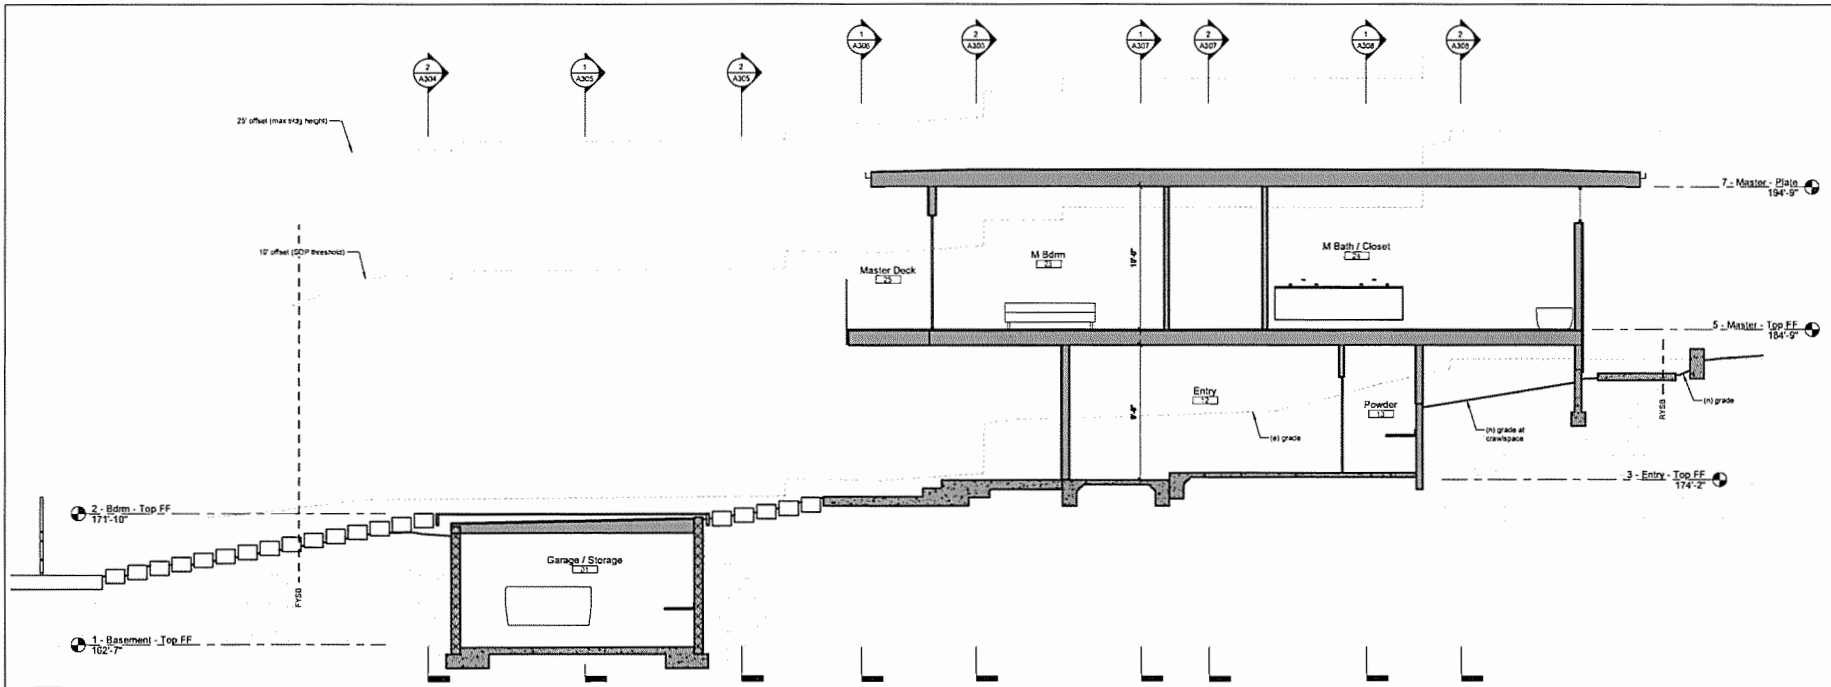 1
A306
2
A306
1
A307
2
A307
1
A308
2
A308
2
A304
1
A305
2
A305
25' offset (max bldg height)
7 - Master - Plate
194'-9"
10' offset (SDP threshold)
Master Deck
25
M Bdrm
23
10'-0"
M Bath / Closet
24
5 - Master - Top FF
184'-9"
Entry
12
Powder
13
(e) grade
(n) grade at
crawlspace
(n) grade
RYSB
3 - Entry - Top FF
174'-2"
2 - Bdrm - Top FF
171'-10"
Garage / Storage
01
FYSB
1 - Basement - Top FF
162'-7"